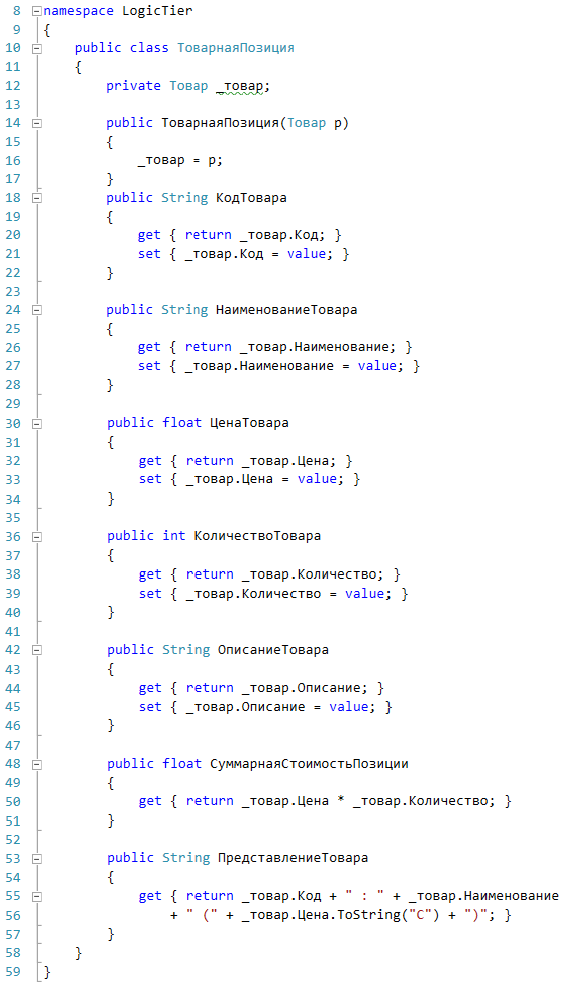 8 namespace LogicTier
9 {
10     public class ТоварнаяПозиция
11     {
12         private Товар _товар;
13
14         public ТоварнаяПозиция(Товар p)
15         {
16             _товар = p;
17         }
18         public String КодТовара
19         {
20             get { return _товар.Код; }
21             set { _товар.Код = value; }
22         }
23
24         public String НаименованиеТовара
25         {
26             get { return _товар.Наименование; }
27             set { _товар.Наименование = value; }
28         }
29
30         public float ЦенаТовара
31         {
32             get { return _товар.Цена; }
33             set { _товар.Цена = value; }
34         }
35
36         public int КоличествоТовара
37         {
38             get { return _товар.Количество; }
39             set { _товар.Количество = value; }
40         }
41
42         public String ОписаниеТовара
43         {
44             get { return _товар.Описание; }
45             set { _товар.Описание = value; }
46         }
47
48         public float СуммарнаяСтоимостьПозиции
49         {
50             get { return _товар.Цена * _товар.Количество; }
51         }
52
53         public String ПредставлениеТовара
54         {
55             get { return _товар.Код + " : " + _товар.Наименование
56                 + " (" + _товар.Цена.ToString("C") + ")"; }
57         }
58     }
59 }